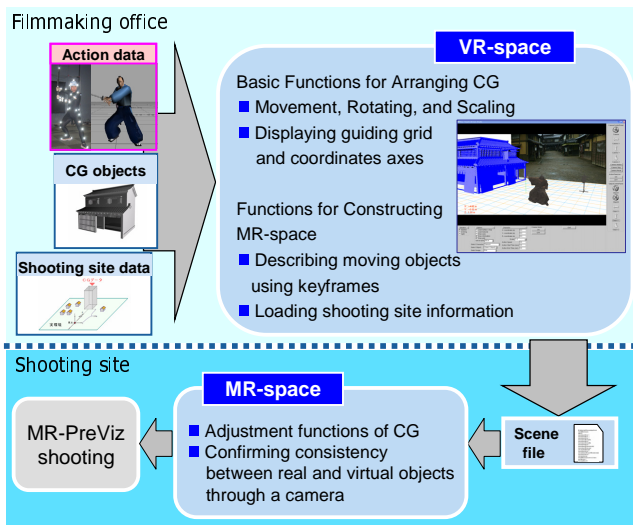 Filmmaking office
Action data
CG objects
Shooting site data
VR-space
Basic Functions for Arranging CG
Movement, Rotating, and Scaling
Displaying guiding grid
and coordinates axes
Functions for Constructing
MR-space
Describing moving objects
using keyframes
Loading shooting site information
Shooting site
MR-space
Adjustment functions of CG
Confirming consistency
between real and virtual objects
through a camera
MR-PreViz
shooting
Scene
file